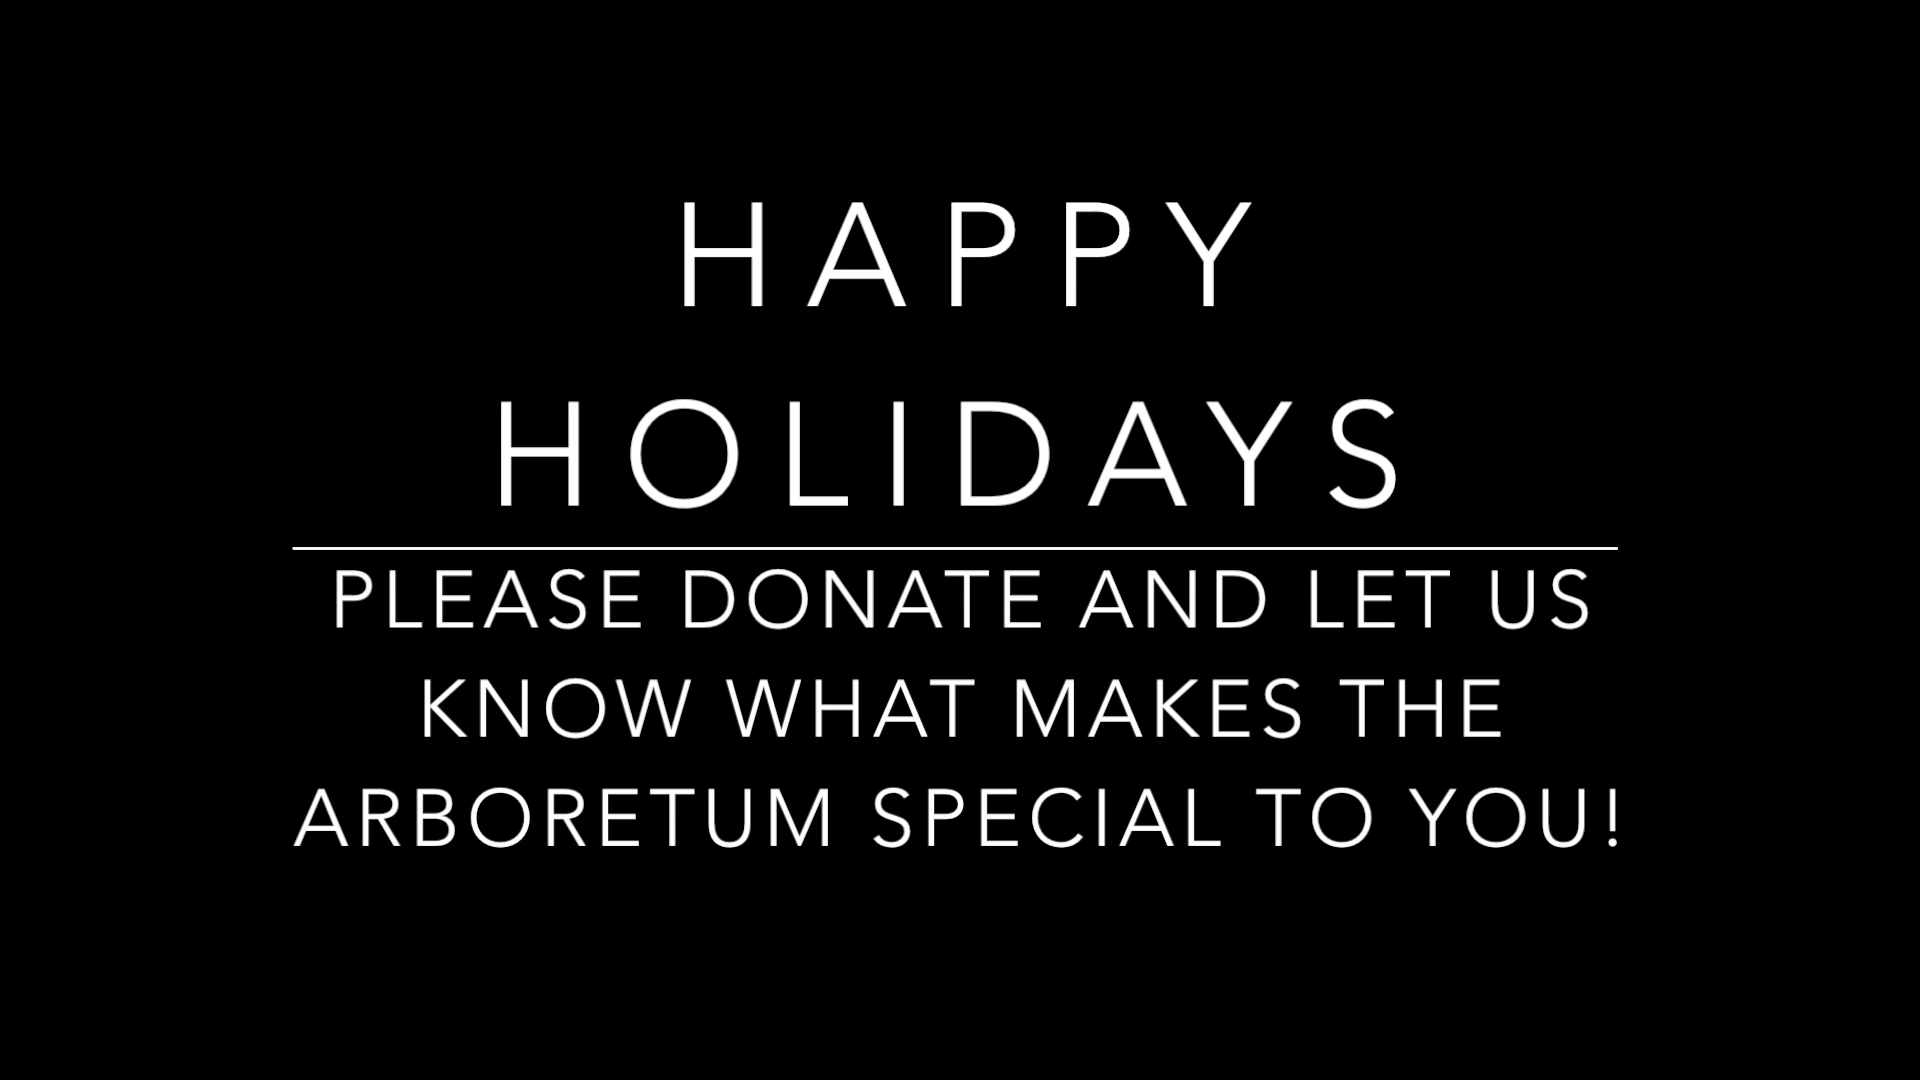 HAPPY
HOLIDAYS
PLEASE DONATE AND LET US
KNOW WHAT MAKES THE
ARBORETUM SPECIAL TO YOU!